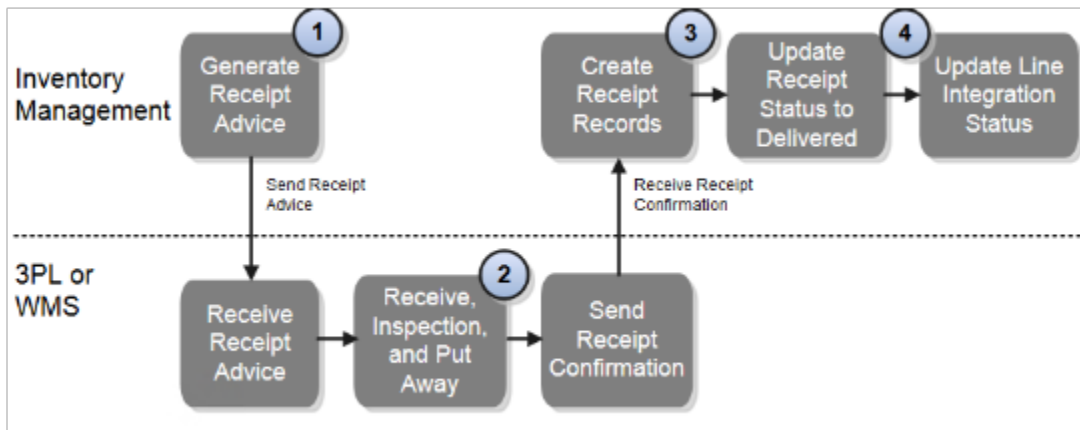 1
3
4
Inventory
Management
Generate
Receipt
Advice
Create
Receipt
Records
Update
Receipt
Status to
Delivered
Update Line
Integration
Status
Send Receipt
Advice
Receive Receipt
Confirmation
3PL or
WMS
2
Receive
Receipt
Advice
Receive,
Inspection,
and Put
Away
Send
Receipt
Confirmation